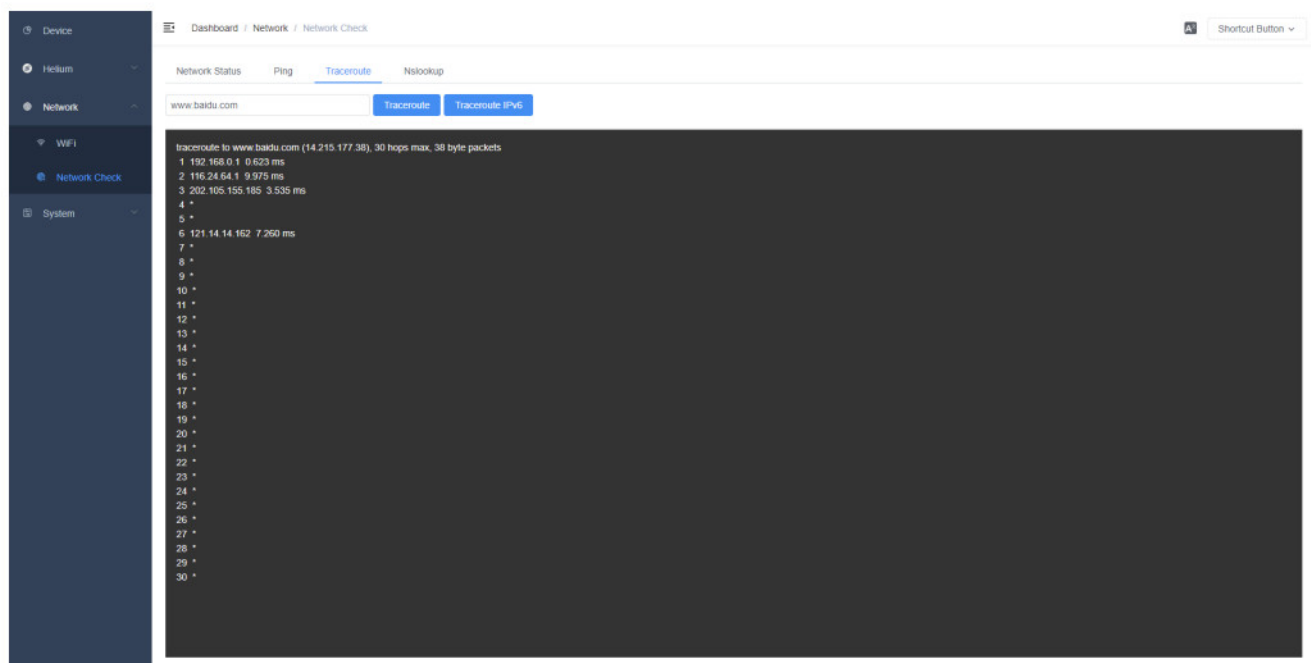 Device
Helium
Network
WiFi
Network Check
System
Dashboard / Network / Network Check
Shortcut Button
Network Status Ping Traceroute Nslookup
www.baidu.com Traceroute Traceroute IPv6
traceroute to www.baidu.com (14.215.177.38), 30 hops max, 38 byte packets
1 192.168.0.1 0.623 ms
2 116.24.64.1 9.975 ms
3 202.105.155.185 3.535 ms
4 *
5 *
6 121.14.14.162 7.260 ms
7 *
8 *
9 *
10 *
11 *
12 *
13 *
14 *
15 *
16 *
17 *
18 *
19 *
20 *
21 *
22 *
23 *
24 *
25 *
26 *
27 *
28 *
29 *
30 *